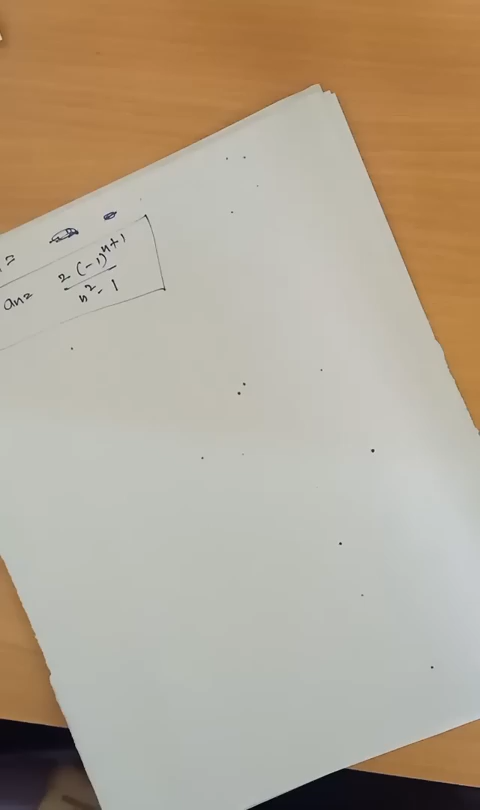 an = 2 (-1)^n+1 / n^2 - 1